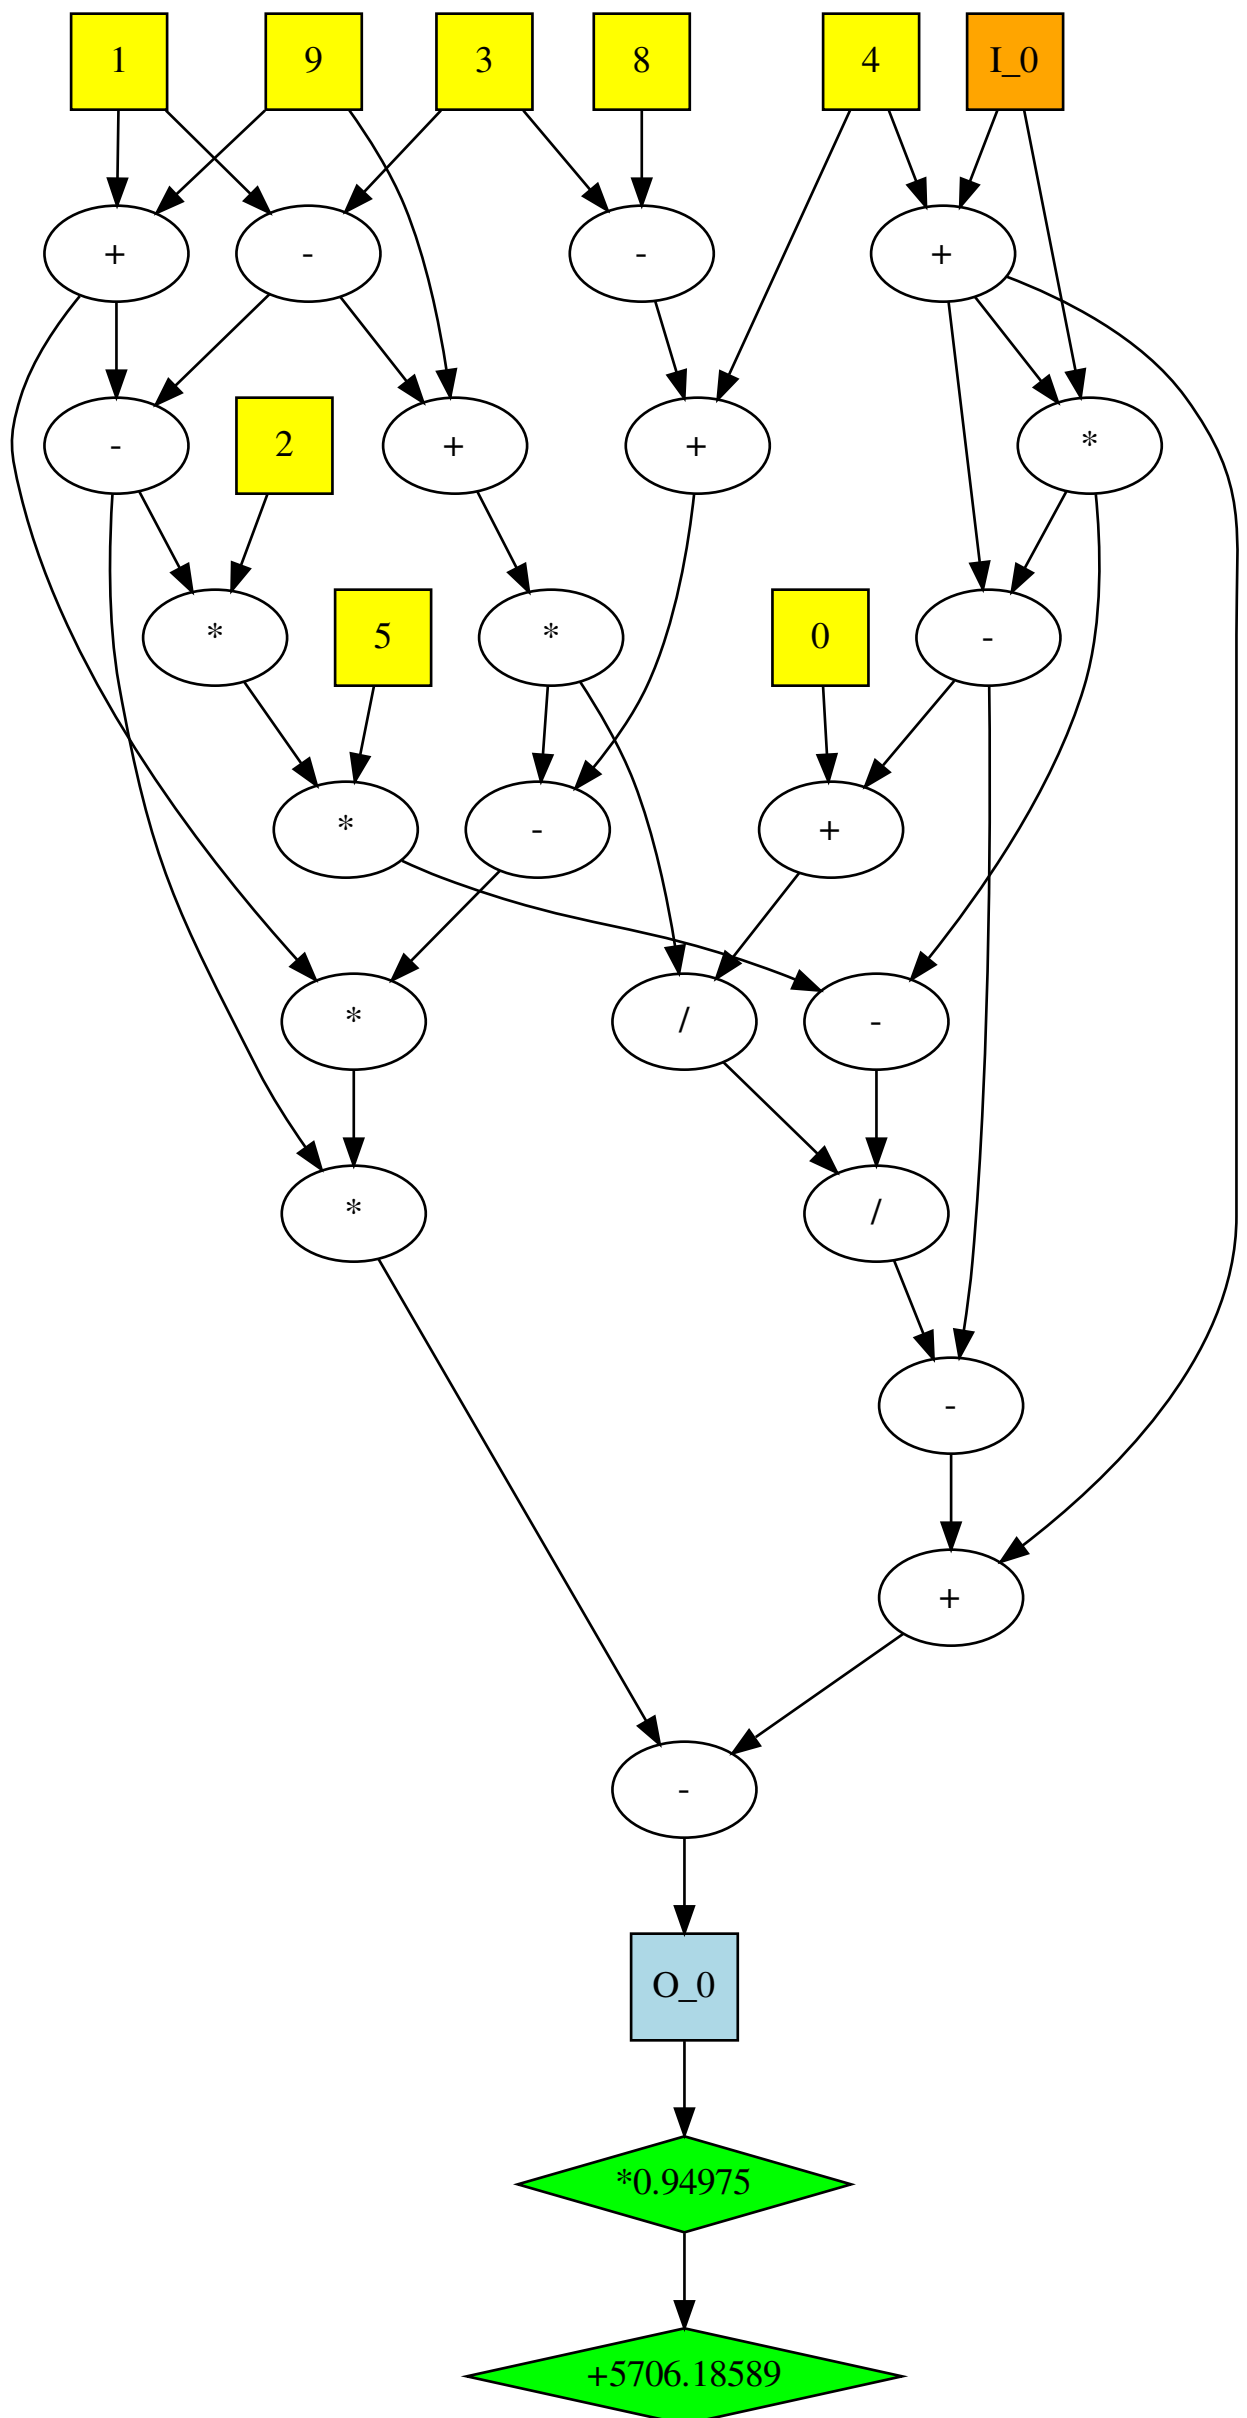 1 9 3 8 4 I_0
+ - - +
- 2 + + *
* 5 * 0 -
* - +
* / -
* /
-
+
-
O_0
*0.94975
+5706.18589